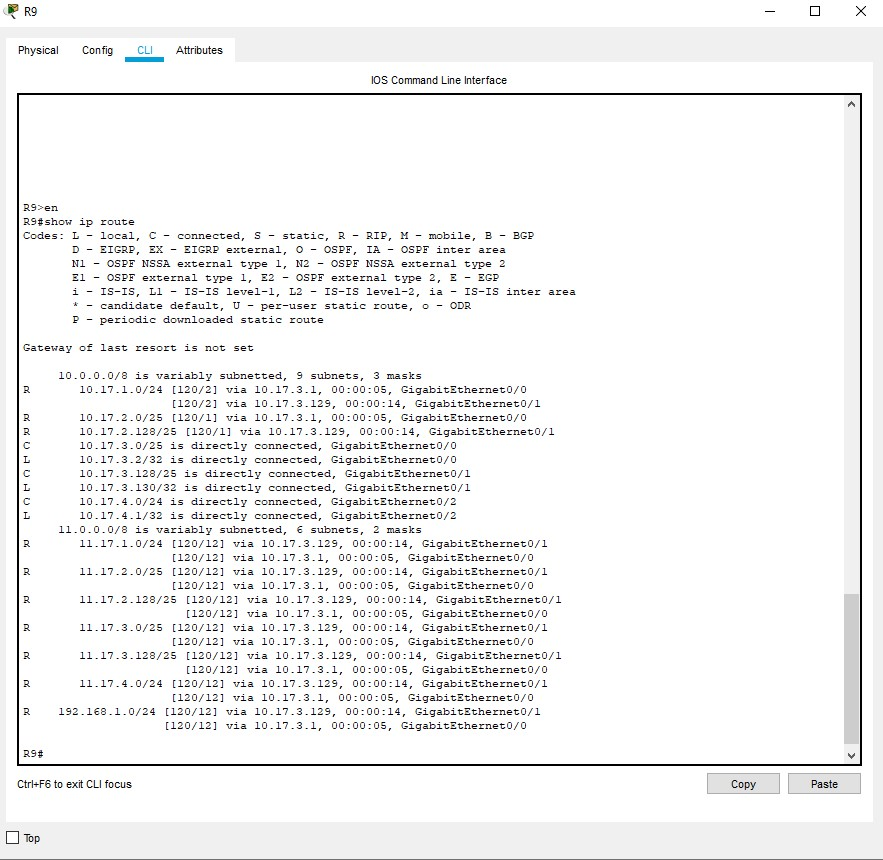 R9
Physical Config CLI Attributes
IOS Command Line Interface
R9>en
R9#show ip route
Codes: L - local, C - connected, S - static, R - RIP, M - mobile, B - BGP
       D - EIGRP, EX - EIGRP external, O - OSPF, IA - OSPF inter area
       N1 - OSPF NSSA external type 1, N2 - OSPF NSSA external type 2
       E1 - OSPF external type 1, E2 - OSPF external type 2, E - EGP
       i - IS-IS, L1 - IS-IS level-1, L2 - IS-IS level-2, ia - IS-IS inter area
       * - candidate default, U - per-user static route, o - ODR
       P - periodic downloaded static route
Gateway of last resort is not set
     10.0.0.0/8 is variably subnetted, 9 subnets, 3 masks
R       10.17.1.0/24 [120/2] via 10.17.3.1, 00:00:05, GigabitEthernet0/0
                     [120/2] via 10.17.3.129, 00:00:14, GigabitEthernet0/1
R       10.17.2.0/25 [120/1] via 10.17.3.1, 00:00:05, GigabitEthernet0/0
R       10.17.2.128/25 [120/1] via 10.17.3.129, 00:00:14, GigabitEthernet0/1
C       10.17.3.0/25 is directly connected, GigabitEthernet0/0
L       10.17.3.2/32 is directly connected, GigabitEthernet0/0
C       10.17.3.128/25 is directly connected, GigabitEthernet0/1
L       10.17.3.130/32 is directly connected, GigabitEthernet0/1
C       10.17.4.0/24 is directly connected, GigabitEthernet0/2
L       10.17.4.1/32 is directly connected, GigabitEthernet0/2
     11.0.0.0/8 is variably subnetted, 6 subnets, 2 masks
R       11.17.1.0/24 [120/12] via 10.17.3.129, 00:00:14, GigabitEthernet0/1
                     [120/12] via 10.17.3.1, 00:00:05, GigabitEthernet0/0
R       11.17.2.0/25 [120/12] via 10.17.3.129, 00:00:14, GigabitEthernet0/1
                     [120/12] via 10.17.3.1, 00:00:05, GigabitEthernet0/0
R       11.17.2.128/25 [120/12] via 10.17.3.129, 00:00:14, GigabitEthernet0/1
                       [120/12] via 10.17.3.1, 00:00:05, GigabitEthernet0/0
R       11.17.3.0/25 [120/12] via 10.17.3.129, 00:00:14, GigabitEthernet0/1
                     [120/12] via 10.17.3.1, 00:00:05, GigabitEthernet0/0
R       11.17.3.128/25 [120/12] via 10.17.3.129, 00:00:14, GigabitEthernet0/1
                       [120/12] via 10.17.3.1, 00:00:05, GigabitEthernet0/0
R       11.17.4.0/24 [120/12] via 10.17.3.129, 00:00:14, GigabitEthernet0/1
                     [120/12] via 10.17.3.1, 00:00:05, GigabitEthernet0/0
R    192.168.1.0/24 [120/12] via 10.17.3.129, 00:00:14, GigabitEthernet0/1
                    [120/12] via 10.17.3.1, 00:00:05, GigabitEthernet0/0
R9#
Ctrl+F6 to exit CLI focus
Copy Paste
Top